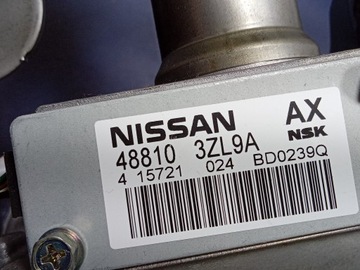 NISSAN AX
48810 3ZL9A NSK
4 15721 024 BD0239Q